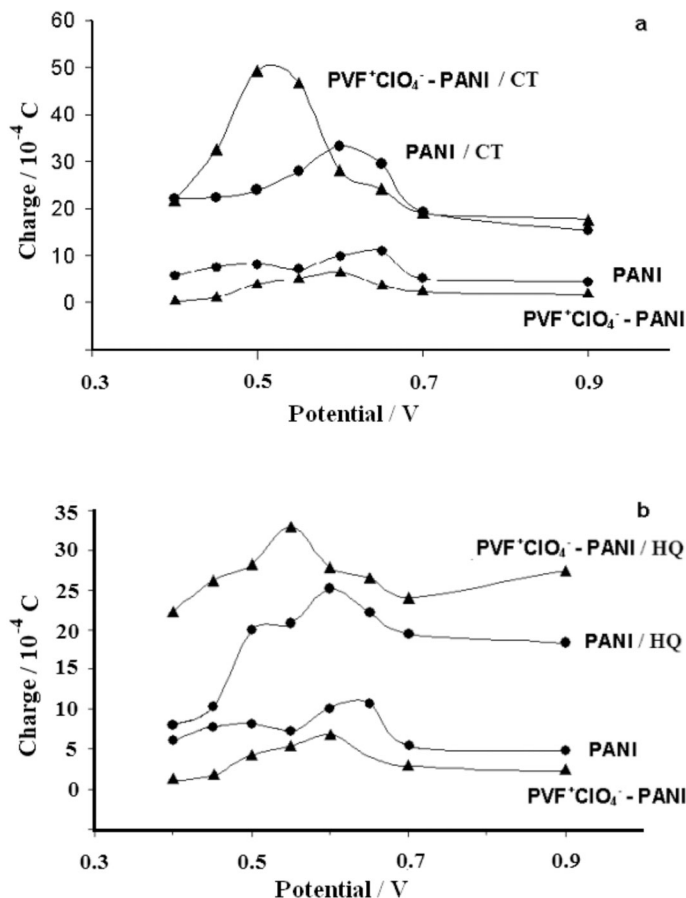 a
50
40
30
20
10
0
Charge / 10⁻⁴ C
PVF⁺ClO₄⁻ - PANI / CT
PANI / CT
PANI
PVF⁺ClO₄⁻ - PANI
0.3 0.5 0.7 0.9
Potential / V
b
35
30
25
20
15
10
5
0
Charge / 10⁻⁴ C
PVF⁺ClO₄⁻ - PANI / HQ
PANI / HQ
PANI
PVF⁺ClO₄⁻ - PANI
0.3 0.5 0.7 0.9
Potential / V